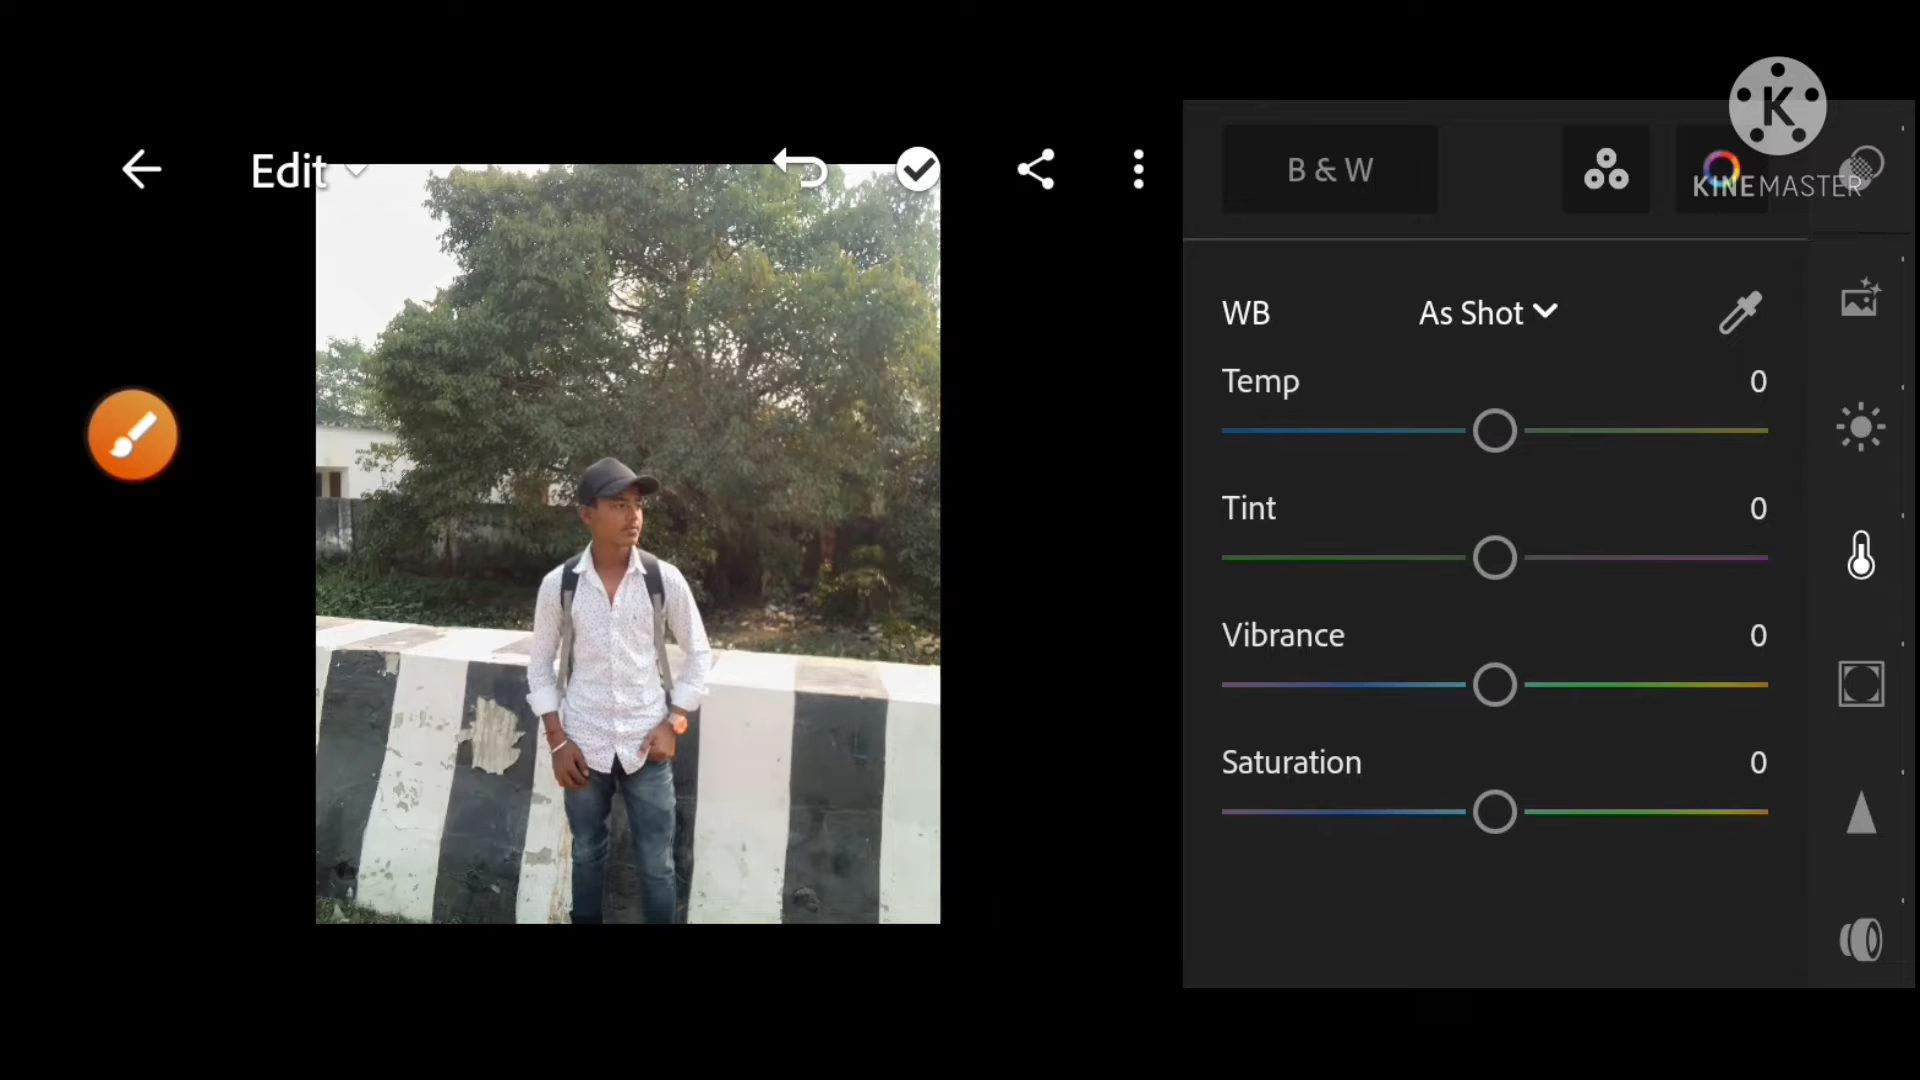 Edit
B & W
K
KINEMASTER
WB As Shot
Temp 0
Tint 0
Vibrance 0
Saturation 0